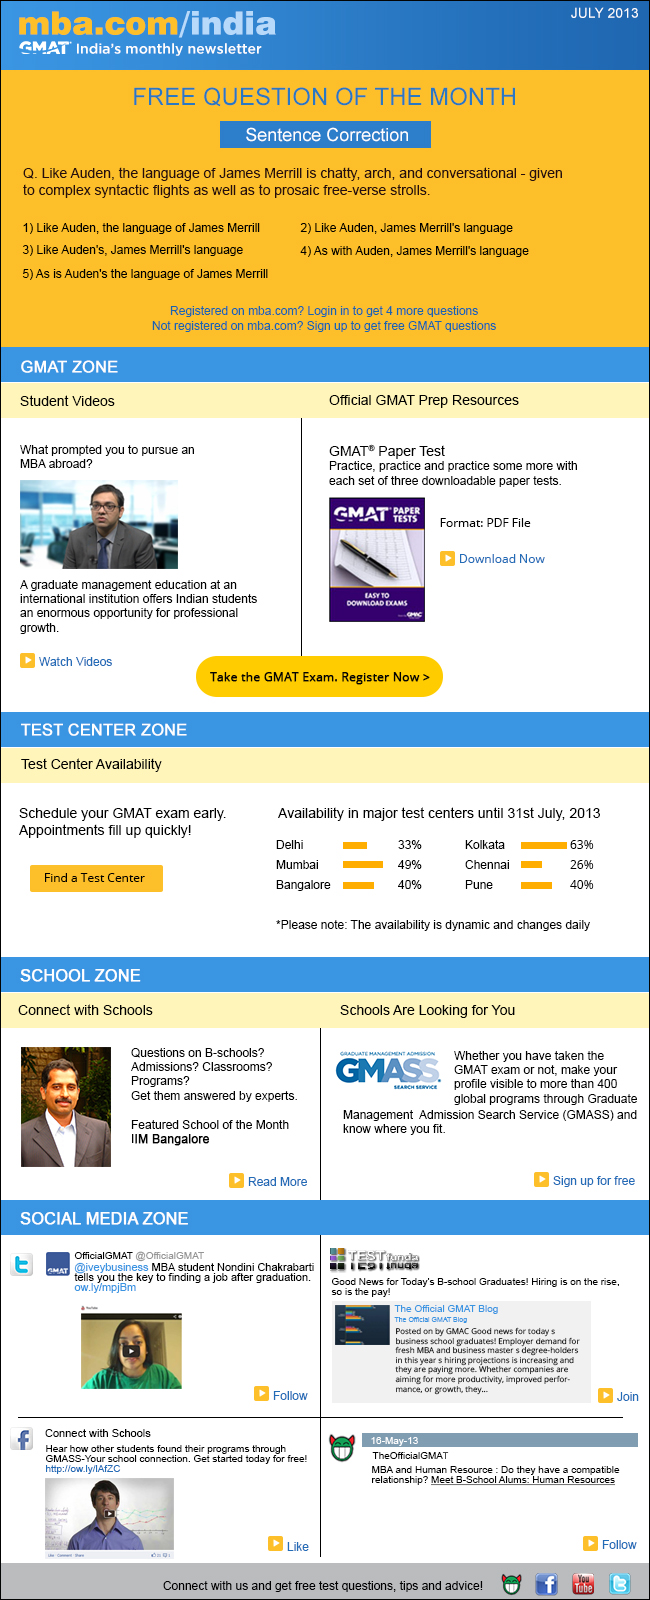 mba.com/india
JULY 2013
GMAT India's monthly newsletter
FREE QUESTION OF THE MONTH
Sentence Correction
Q. Like Auden, the language of James Merrill is chatty, arch, and conversational - given
to complex syntactic flights as well as to prosaic free-verse strolls.
1) Like Auden, the language of James Merrill
2) Like Auden, James Merrill's language
3) Like Auden's, James Merrill's language
4) As with Auden, James Merrill's language
5) As is Auden's the language of James Merrill
Registered on mba.com? Login in to get 4 more questions
Not registered on mba.com? Sign up to get free GMAT questions
GMAT ZONE
Student Videos
What prompted you to pursue an
MBA abroad?
A graduate management education at an
international institution offers Indian students
an enormous opportunity for professional
growth.
Watch Videos
Official GMAT Prep Resources
GMAT® Paper Test
Practice, practice and practice some more with
each set of three downloadable paper tests.
GMAT PAPER
TESTS
EASY TO
DOWNLOAD EXAMS
GMAC
Format: PDF File
Download Now
Take the GMAT Exam. Register Now >
TEST CENTER ZONE
Test Center Availability
Schedule your GMAT exam early.
Appointments fill up quickly!
Find a Test Center
Availability in major test centers until 31st July, 2013
Delhi 33% Kolkata 63%
Mumbai 49% Chennai 26%
Bangalore 40% Pune 40%
*Please note: The availability is dynamic and changes daily
SCHOOL ZONE
Connect with Schools
Questions on B-schools?
Admissions? Classrooms?
Programs?
Get them answered by experts.
Featured School of the Month
IIM Bangalore
Read More
Schools Are Looking for You
GRADUATE MANAGEMENT ADMISSION
GMASS
SEARCH SERVICE
Whether you have taken the
GMAT exam or not, make your
profile visible to more than 400
global programs through Graduate
Management Admission Search Service (GMASS) and
know where you fit.
Sign up for free
SOCIAL MEDIA ZONE
GMAT
OfficialGMAT @OfficialGMAT
@iveybusiness MBA student Nondini Chakrabarti
tells you the key to finding a job after graduation.
ow.ly/mpjBm
YouTube
Follow
TESTfunda
Good News for Today's B-school Graduates! Hiring is on the rise,
so is the pay!
The Official GMAT Blog
The Official GMAT Blog
Posted on by GMAC Good news for today s
business school graduates! Employer demand for
fresh MBA and business master s degree-holders
in this year s hiring projections is increasing and
they are paying more. Whether companies are
aiming for more productivity, improved perfor-
mance, or growth, they...
Join
Connect with Schools
Hear how other students found their programs through
GMASS-Your school connection. Get started today for free!
http://ow.ly/lAfZC
Like Comment Share
Like
16-May-13
TheOfficialGMAT
MBA and Human Resource : Do they have a compatible
relationship? Meet B-School Alums: Human Resources
Follow
Connect with us and get free test questions, tips and advice!
You
Tube